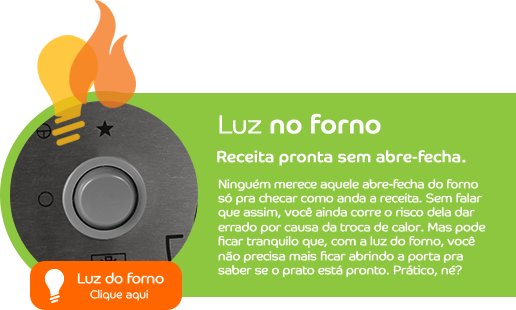 Luz no forno
Receita pronta sem abre-fecha.
Ninguém merece aquele abre-fecha do forno
só pra checar como anda a receita. Sem falar
que assim, você ainda corre o risco dela dar
errado por causa da troca de calor. Mas pode
ficar tranquilo que, com a luz do forno, você
não precisa mais ficar abrindo a porta pra
saber se o prato está pronto. Prático, né?
Luz do forno
Clique aqui